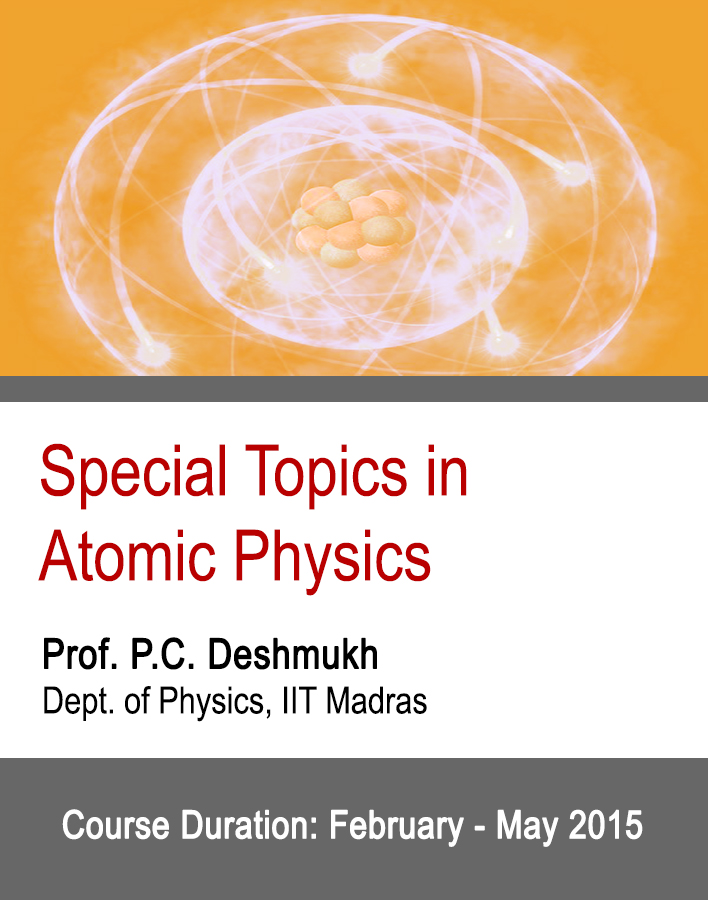 Special Topics in
Atomic Physics
Prof. P.C. Deshmukh
Dept. of Physics, IIT Madras
Course Duration: February - May 2015